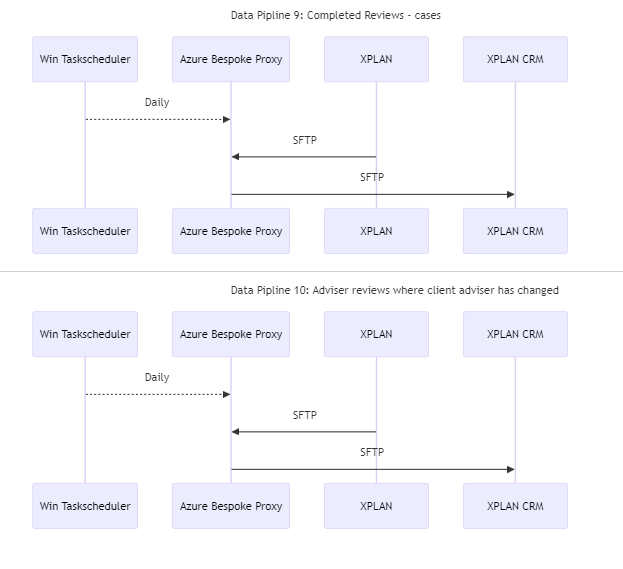 Data Pipline 9: Completed Reviews - cases
Win Taskscheduler
Azure Bespoke Proxy
XPLAN
XPLAN CRM
Daily
SFTP
SFTP
Win Taskscheduler
Azure Bespoke Proxy
XPLAN
XPLAN CRM
Data Pipline 10: Adviser reviews where client adviser has changed
Win Taskscheduler
Azure Bespoke Proxy
XPLAN
XPLAN CRM
Daily
SFTP
SFTP
Win Taskscheduler
Azure Bespoke Proxy
XPLAN
XPLAN CRM